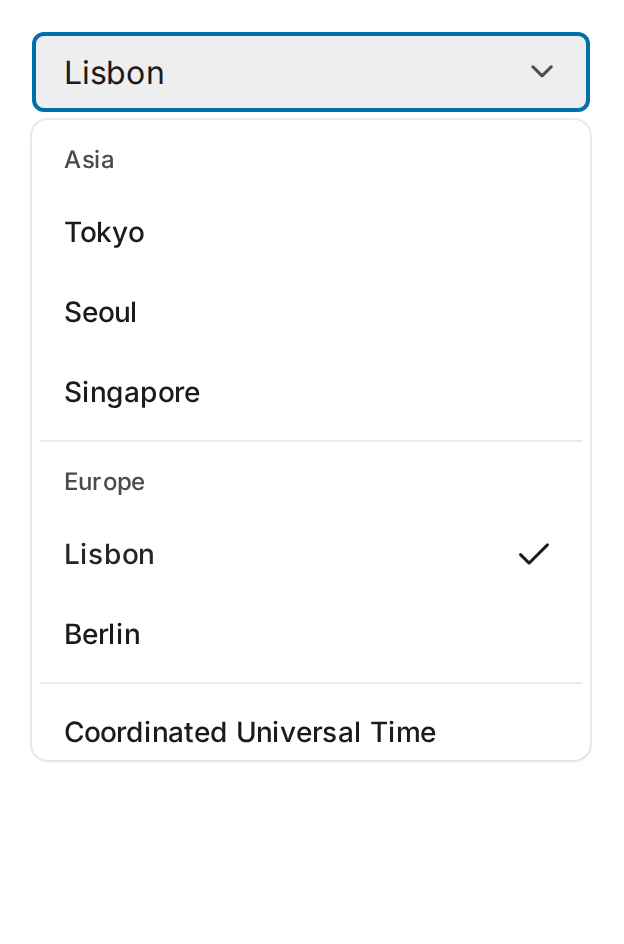 Lisbon
Asia
Tokyo
Seoul
Singapore
Europe
Lisbon
Berlin
Coordinated Universal Time